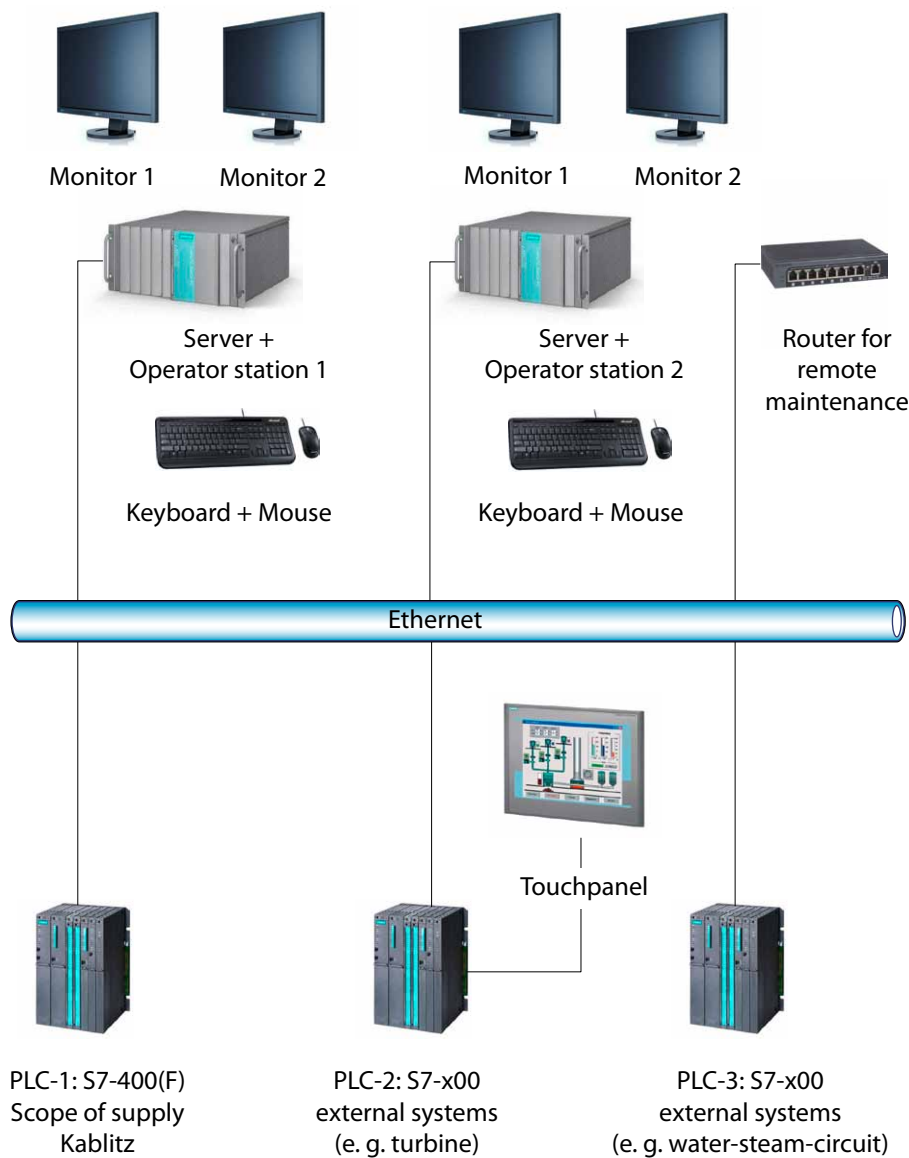 Monitor 1
Monitor 2
Monitor 1
Monitor 2
Server +
Operator station 1
Server +
Operator station 2
Router for
remote
maintenance
Keyboard + Mouse
Keyboard + Mouse
Ethernet
Touchpanel
PLC-1: S7-400(F)
Scope of supply
Kablitz
PLC-2: S7-x00
external systems
(e. g. turbine)
PLC-3: S7-x00
external systems
(e. g. water-steam-circuit)